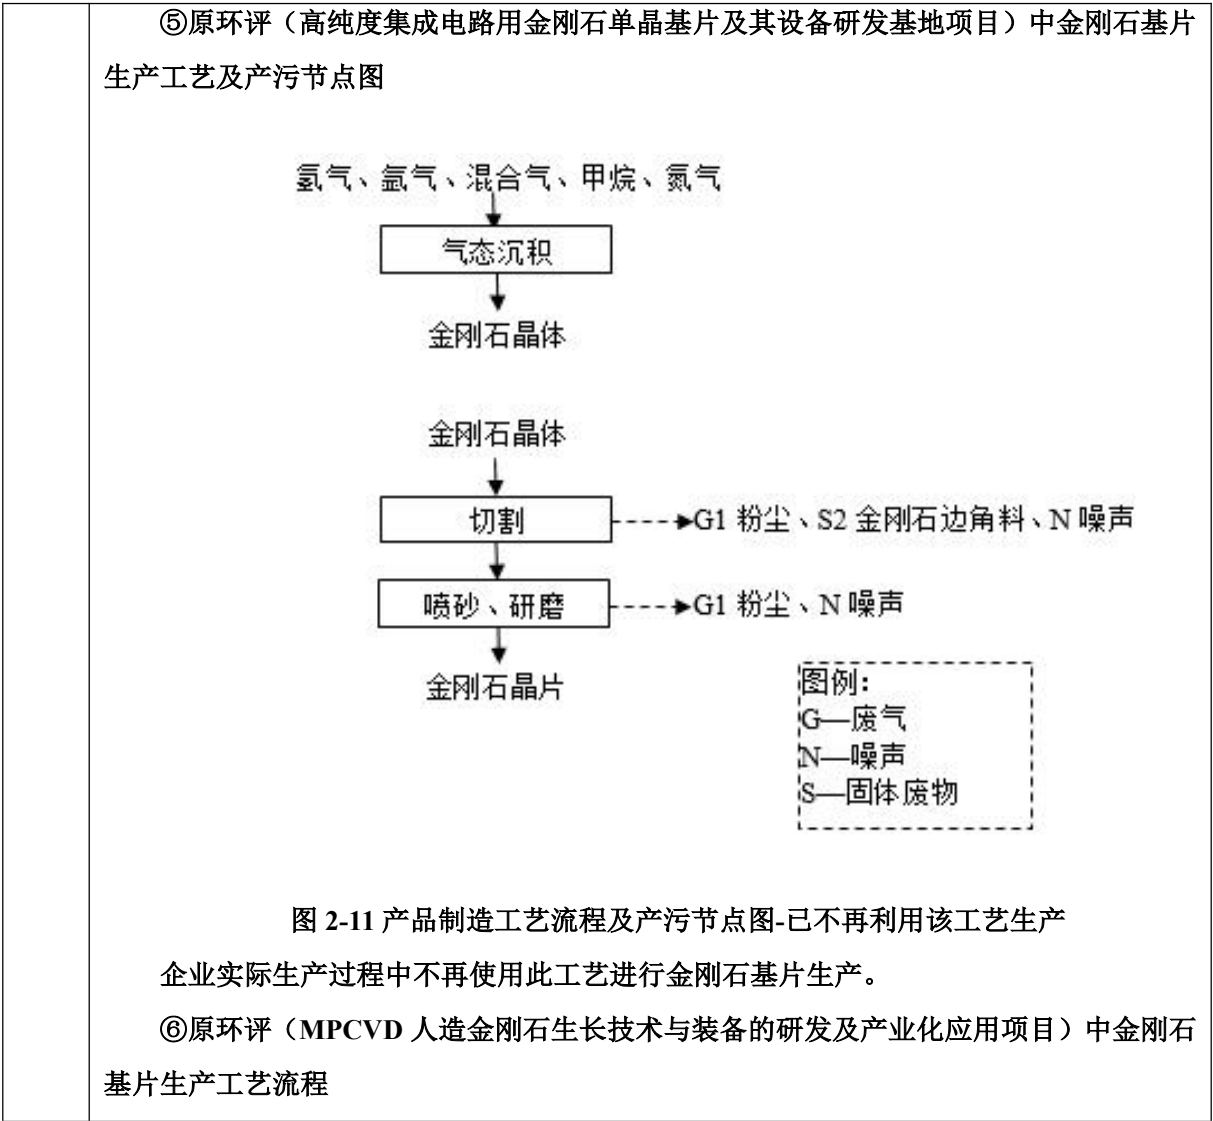 ⑤原环评（高纯度集成电路用金刚石单晶基片及其设备研发基地项目）中金刚石基片
生产工艺及产污节点图
氢气、氩气、混合气、甲烷、氮气
气态沉积
金刚石晶体
金刚石晶体
切割
G1 粉尘、S2 金刚石边角料、N 噪声
喷砂、研磨
G1 粉尘、N 噪声
金刚石晶片
图例：
G—废气
N—噪声
S—固体废物
图 2-11 产品制造工艺流程及产污节点图-已不再利用该工艺生产
企业实际生产过程中不再使用此工艺进行金刚石基片生产。
⑥原环评（MPCVD 人造金刚石生长技术与装备的研发及产业化应用项目）中金刚石
基片生产工艺流程